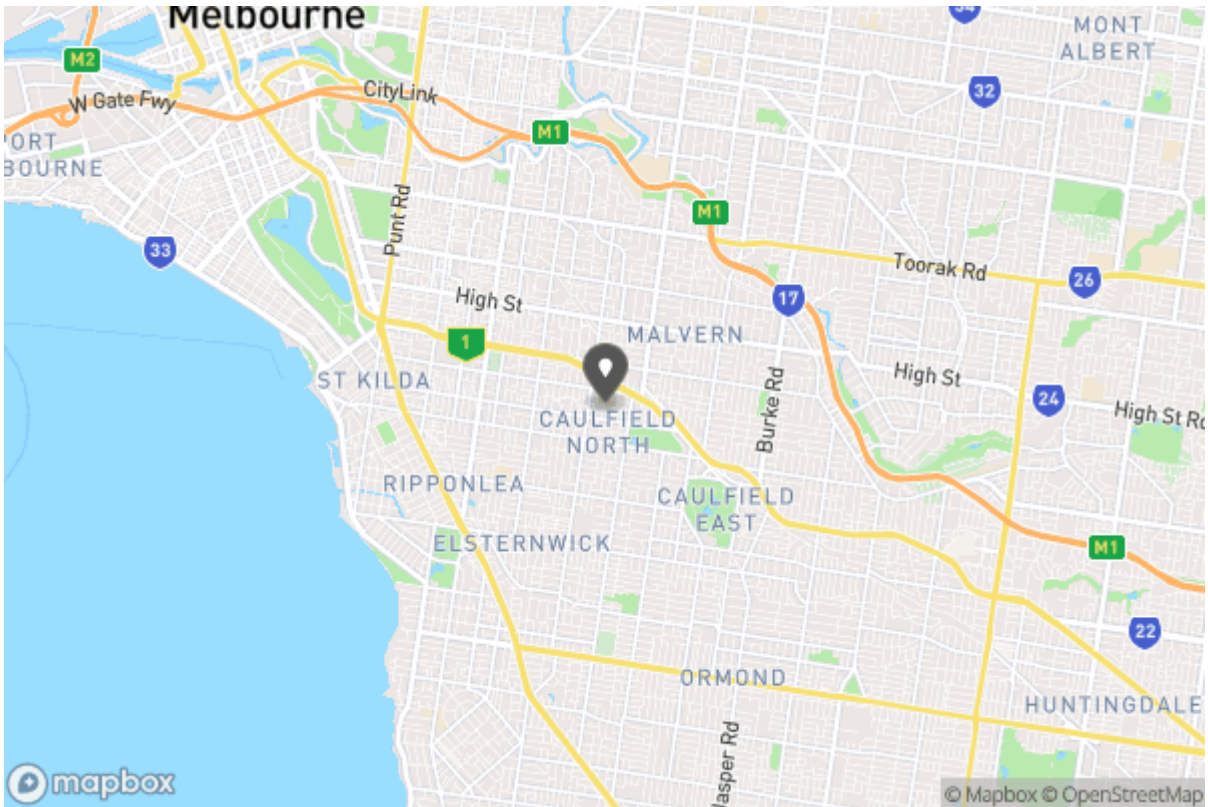 Melbourne
34
MONT
ALBERT
M2
W Gate Fwy
CityLink
32
M1
PORT
BOURNE
Punt Rd
M1
33
Toorak Rd
26
17
High St
1
MALVERN
ST KILDA
High St
24
High St Rd
Burke Rd
CAULFIELD
NORTH
RIPPONLEA
CAULFIELD
EAST
ELSTERNWICK
M1
22
ORMOND
HUNTINGDALE
Jasper Rd
mapbox
© Mapbox © OpenStreetMap